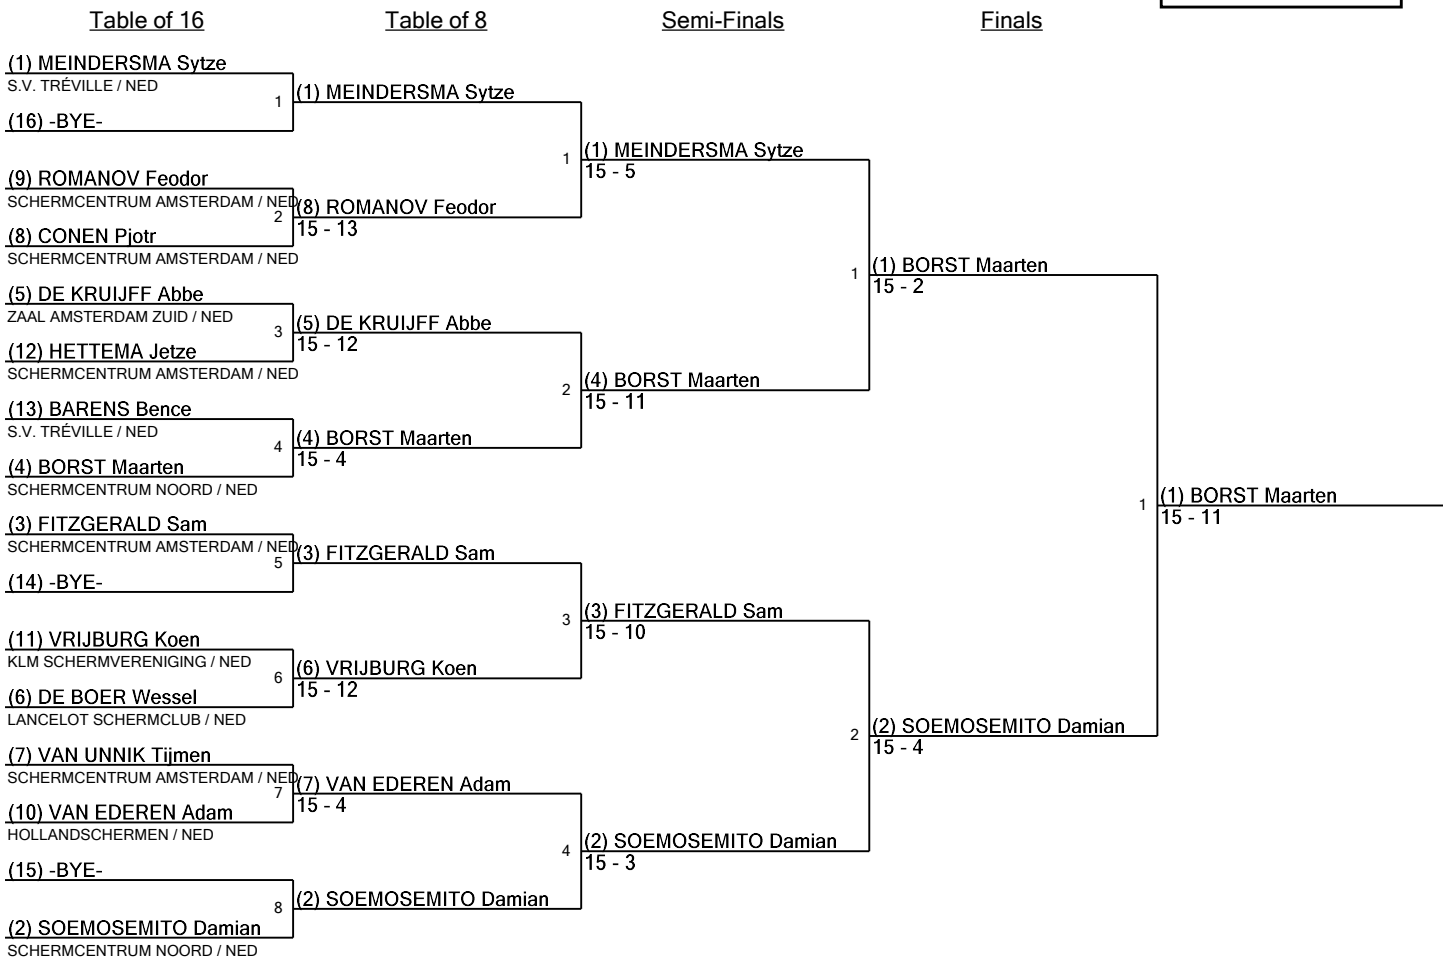 Table of 16
Table of 8
Semi-Finals
Finals
(1) MEINDERSMA Sytze
S.V. TRÉVILLE / NED
1
(16) -BYE-
(9) ROMANOV Feodor
SCHERMCENTRUM AMSTERDAM / NED
2
(8) CONEN Pjotr
SCHERMCENTRUM AMSTERDAM / NED
(5) DE KRUIJFF Abbe
ZAAL AMSTERDAM ZUID / NED
3
(12) HETTEMA Jetze
SCHERMCENTRUM AMSTERDAM / NED
(13) BARENS Bence
S.V. TRÉVILLE / NED
4
(4) BORST Maarten
SCHERMCENTRUM NOORD / NED
(3) FITZGERALD Sam
SCHERMCENTRUM AMSTERDAM / NED
5
(14) -BYE-
(11) VRIJBURG Koen
KLM SCHERMVERENIGING / NED
6
(6) DE BOER Wessel
LANCELOT SCHERMCLUB / NED
(7) VAN UNNIK Tijmen
SCHERMCENTRUM AMSTERDAM / NED
7
(10) VAN EDEREN Adam
HOLLANDSCHERMEN / NED
(15) -BYE-
8
(2) SOEMOSEMITO Damian
SCHERMCENTRUM NOORD / NED
(1) MEINDERSMA Sytze
1
(8) ROMANOV Feodor
15 - 13
(5) DE KRUIJFF Abbe
15 - 12
2
(4) BORST Maarten
15 - 4
(3) FITZGERALD Sam
3
(6) VRIJBURG Koen
15 - 12
(7) VAN EDEREN Adam
15 - 4
4
(2) SOEMOSEMITO Damian
(1) MEINDERSMA Sytze
15 - 5
1
(4) BORST Maarten
15 - 11
(3) FITZGERALD Sam
15 - 10
2
(2) SOEMOSEMITO Damian
15 - 3
(1) BORST Maarten
15 - 2
1
(2) SOEMOSEMITO Damian
15 - 4
(1) BORST Maarten
15 - 11